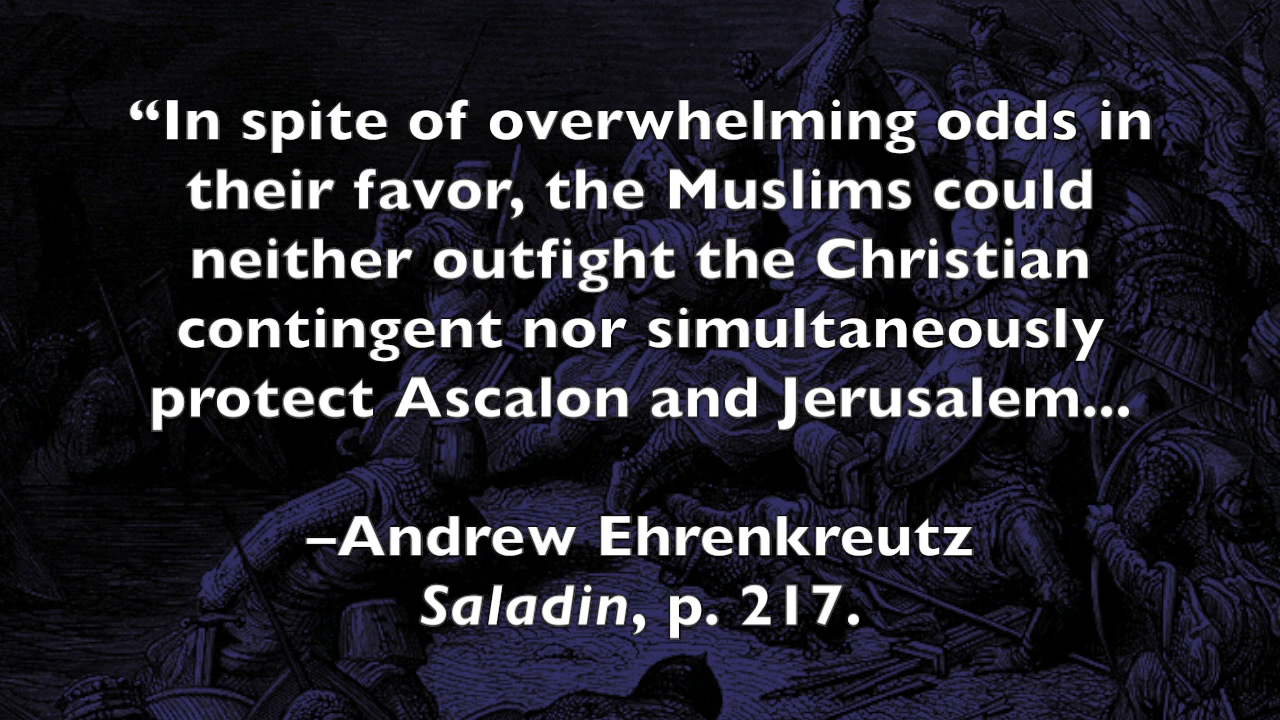 “In spite of overwhelming odds in
their favor, the Muslims could
neither outfight the Christian
contingent nor simultaneously
protect Ascalon and Jerusalem...
–Andrew Ehrenkreutz
Saladin, p. 217.